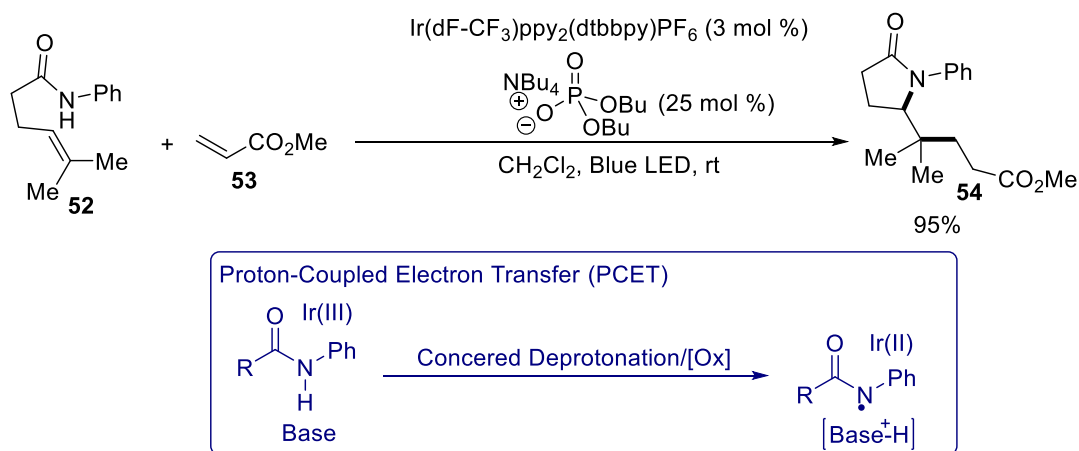 Ir(dF-CF3)ppy2(dtbbpy)PF6 (3 mol %)
O
N
H
Ph
Me
Me
52
+
CO2Me
53
NBu4
+
O
P
O
−
OBu
OBu
(25 mol %)
CH2Cl2, Blue LED, rt
O
N
Ph
Me
Me
CO2Me
54
95%
Proton-Coupled Electron Transfer (PCET)
O
Ir(III)
R
N
H
Ph
Base
Concered Deprotonation/[Ox]
O
Ir(II)
R
N
Ph
[Base-H]
+